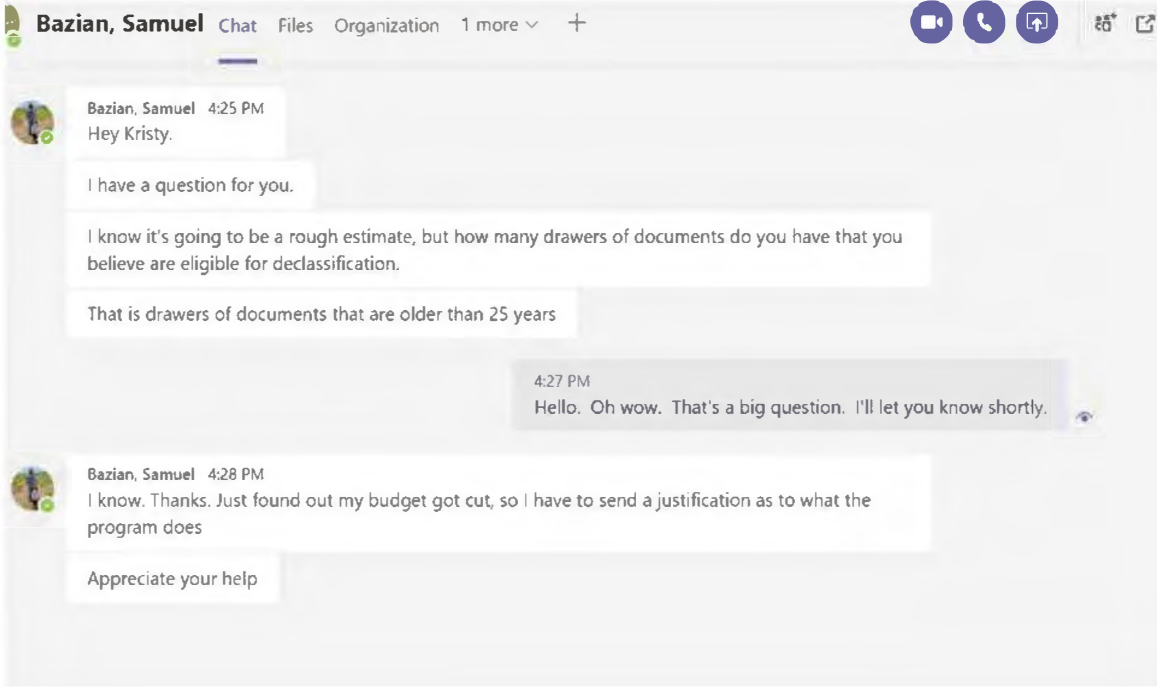 Bazian, Samuel Chat Files Organization 1 more
Bazian, Samuel 4:25 PM
Hey Kristy.
I have a question for you.
I know it's going to be a rough estimate, but how many drawers of documents do you have that you
believe are eligible for declassification.
That is drawers of documents that are older than 25 years
4:27 PM
Hello. Oh wow. That's a big question. I'll let you know shortly.
Bazian, Samuel 4:28 PM
I know. Thanks. Just found out my budget got cut, so I have to send a justification as to what the
program does
Appreciate your help